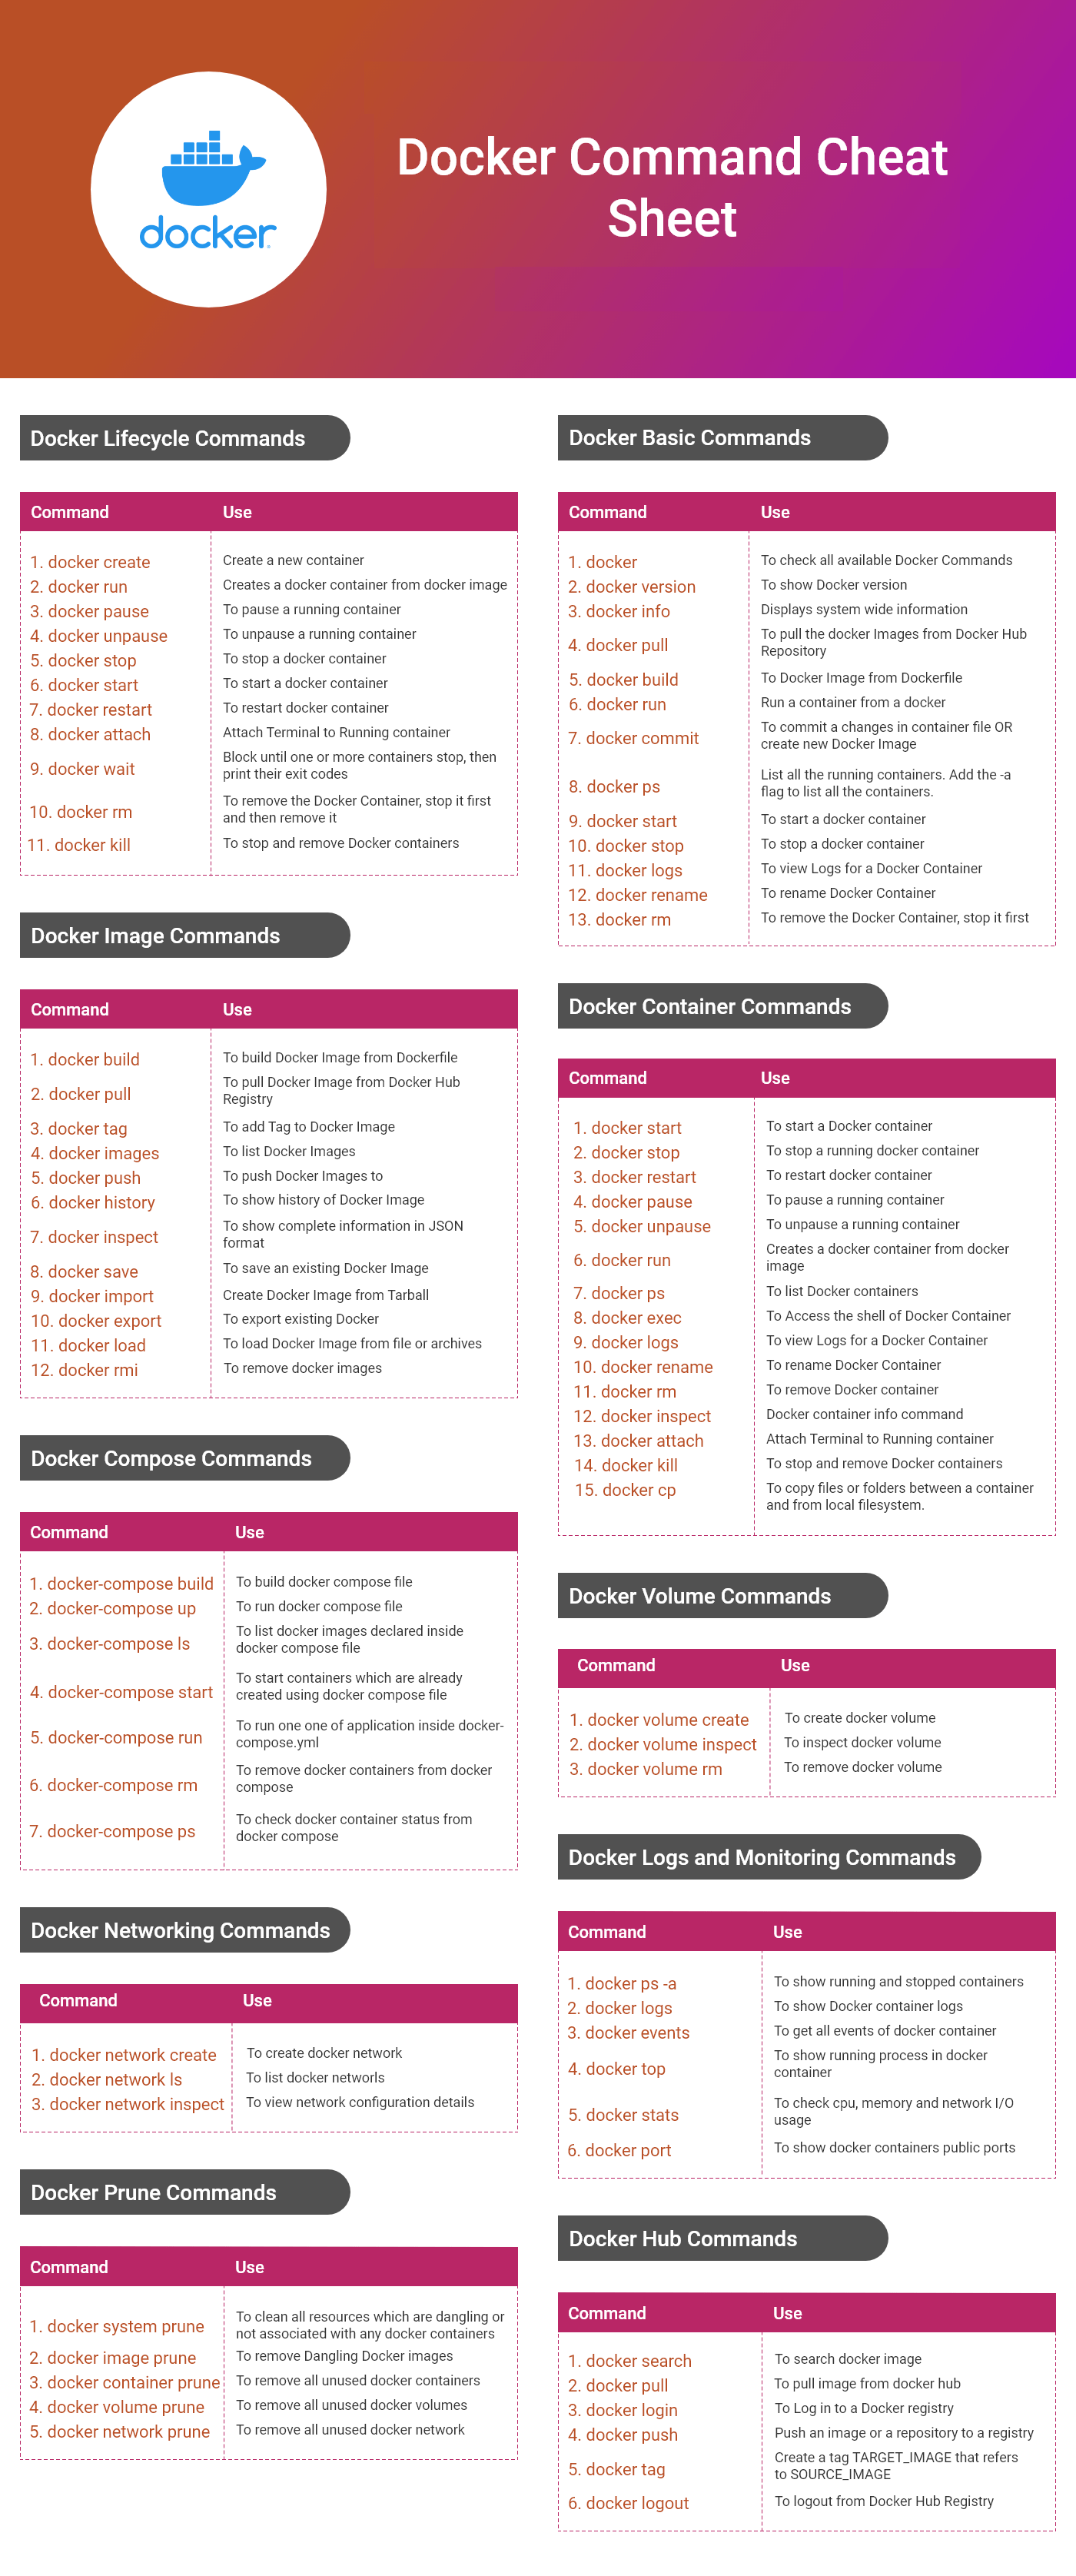 docker
Docker Command Cheat
Sheet
Docker Lifecycle Commands
Command Use
1. docker create Create a new container
2. docker run Creates a docker container from docker image
3. docker pause To pause a running container
4. docker unpause To unpause a running container
5. docker stop To stop a docker container
6. docker start To start a docker container
7. docker restart To restart docker container
8. docker attach Attach Terminal to Running container
9. docker wait Block until one or more containers stop, then
print their exit codes
10. docker rm To remove the Docker Container, stop it first
and then remove it
11. docker kill To stop and remove Docker containers
Docker Image Commands
Command Use
1. docker build To build Docker Image from Dockerfile
2. docker pull To pull Docker Image from Docker Hub
Registry
3. docker tag To add Tag to Docker Image
4. docker images To list Docker Images
5. docker push To push Docker Images to
6. docker history To show history of Docker Image
7. docker inspect To show complete information in JSON
format
8. docker save To save an existing Docker Image
9. docker import Create Docker Image from Tarball
10. docker export To export existing Docker
11. docker load To load Docker Image from file or archives
12. docker rmi To remove docker images
Docker Compose Commands
Command Use
1. docker-compose build To build docker compose file
2. docker-compose up To run docker compose file
3. docker-compose ls To list docker images declared inside
docker compose file
4. docker-compose start To start containers which are already
created using docker compose file
5. docker-compose run To run one one of application inside docker-
compose.yml
6. docker-compose rm To remove docker containers from docker
compose
7. docker-compose ps To check docker container status from
docker compose
Docker Networking Commands
Command Use
1. docker network create To create docker network
2. docker network ls To list docker networls
3. docker network inspect To view network configuration details
Docker Prune Commands
Command Use
1. docker system prune To clean all resources which are dangling or
not associated with any docker containers
2. docker image prune To remove Dangling Docker images
3. docker container prune To remove all unused docker containers
4. docker volume prune To remove all unused docker volumes
5. docker network prune To remove all unused docker network
Docker Basic Commands
Command Use
1. docker To check all available Docker Commands
2. docker version To show Docker version
3. docker info Displays system wide information
4. docker pull To pull the docker Images from Docker Hub
Repository
5. docker build To Docker Image from Dockerfile
6. docker run Run a container from a docker
7. docker commit To commit a changes in container file OR
create new Docker Image
8. docker ps List all the running containers. Add the -a
flag to list all the containers.
9. docker start To start a docker container
10. docker stop To stop a docker container
11. docker logs To view Logs for a Docker Container
12. docker rename To rename Docker Container
13. docker rm To remove the Docker Container, stop it first
Docker Container Commands
Command Use
1. docker start To start a Docker container
2. docker stop To stop a running docker container
3. docker restart To restart docker container
4. docker pause To pause a running container
5. docker unpause To unpause a running container
6. docker run Creates a docker container from docker
image
7. docker ps To list Docker containers
8. docker exec To Access the shell of Docker Container
9. docker logs To view Logs for a Docker Container
10. docker rename To rename Docker Container
11. docker rm To remove Docker container
12. docker inspect Docker container info command
13. docker attach Attach Terminal to Running container
14. docker kill To stop and remove Docker containers
15. docker cp To copy files or folders between a container
and from local filesystem.
Docker Volume Commands
Command Use
1. docker volume create To create docker volume
2. docker volume inspect To inspect docker volume
3. docker volume rm To remove docker volume
Docker Logs and Monitoring Commands
Command Use
1. docker ps -a To show running and stopped containers
2. docker logs To show Docker container logs
3. docker events To get all events of docker container
4. docker top To show running process in docker
container
5. docker stats To check cpu, memory and network I/O
usage
6. docker port To show docker containers public ports
Docker Hub Commands
Command Use
1. docker search To search docker image
2. docker pull To pull image from docker hub
3. docker login To Log in to a Docker registry
4. docker push Push an image or a repository to a registry
5. docker tag Create a tag TARGET_IMAGE that refers
to SOURCE_IMAGE
6. docker logout To logout from Docker Hub Registry